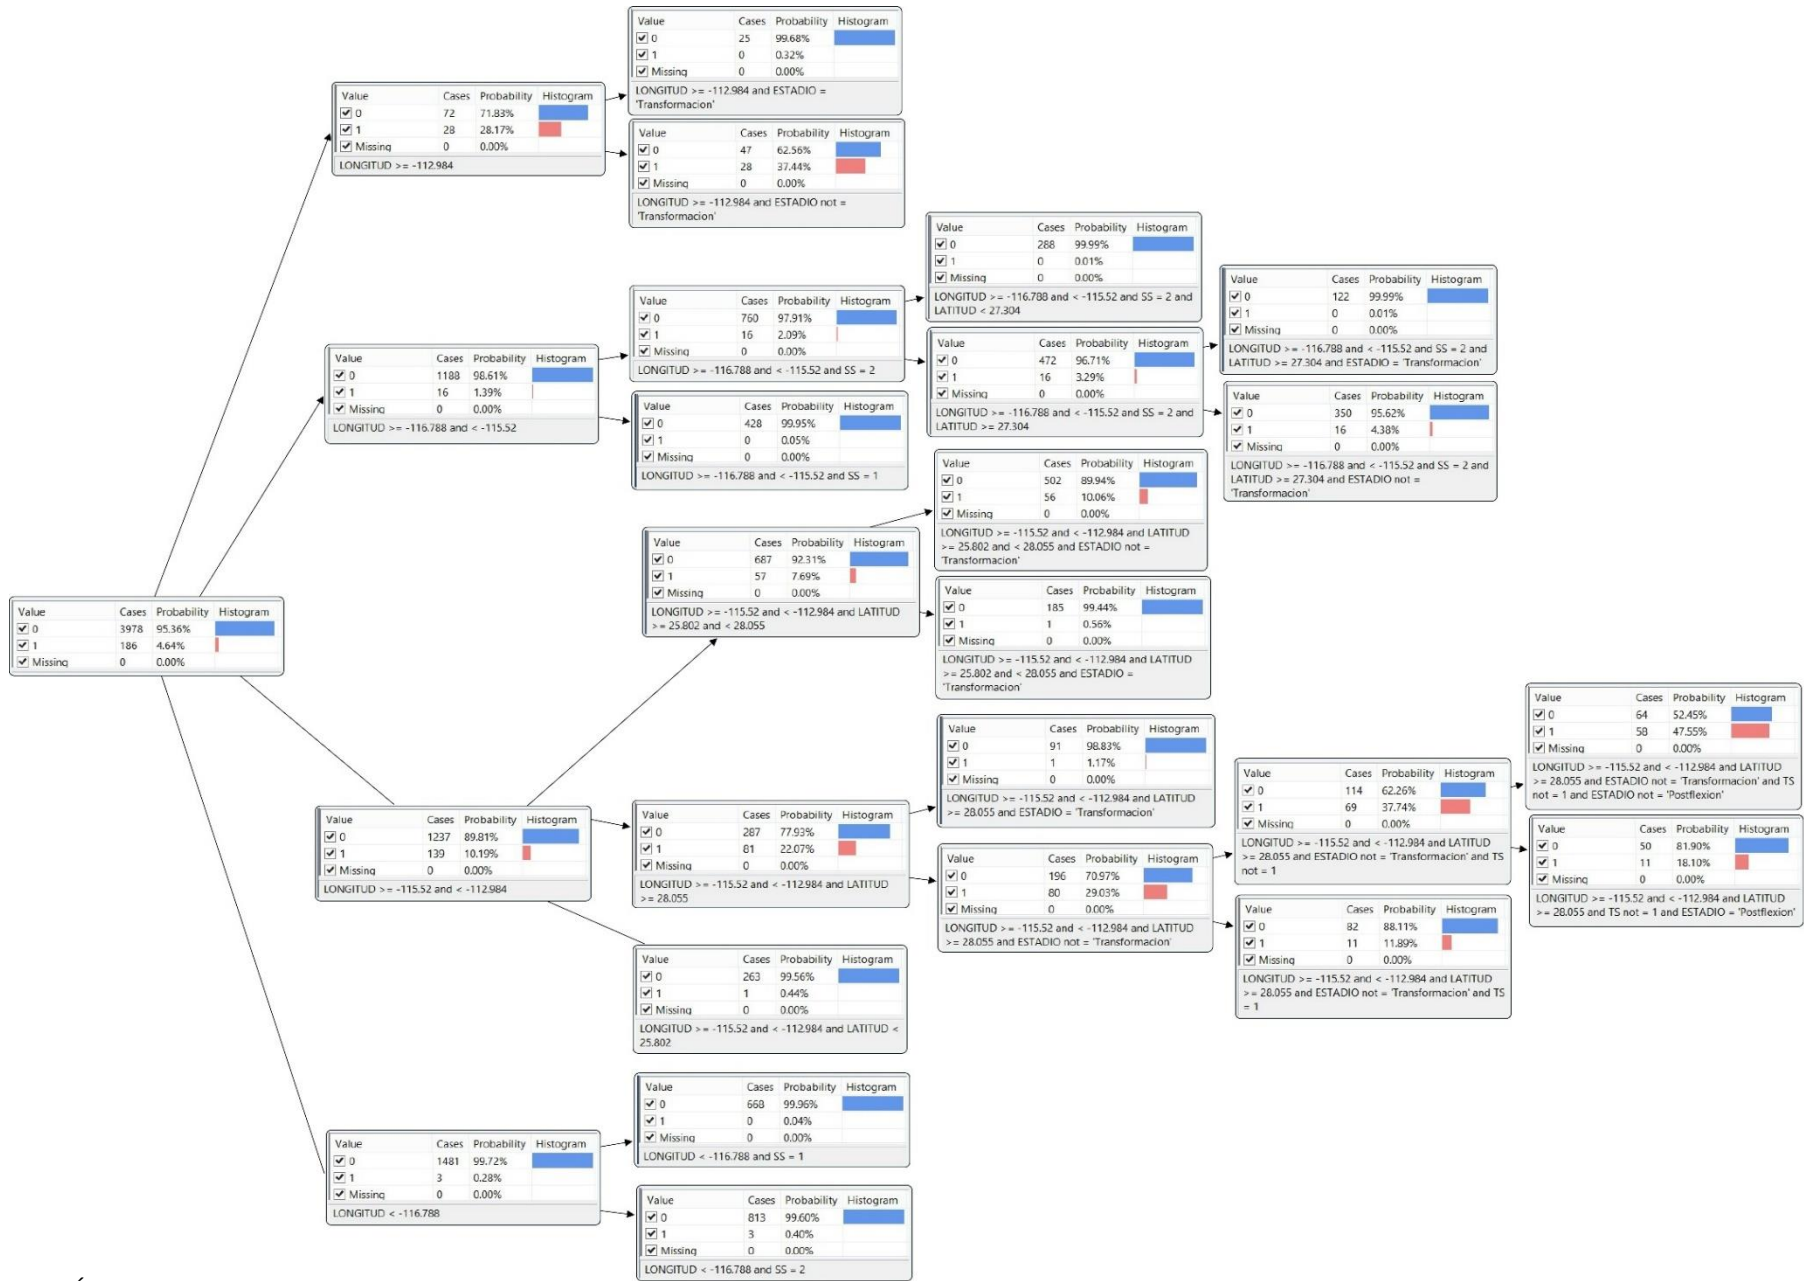 Value Cases Probability Histogram
0 25 99.68%
1 0 0.32%
Missing 0 0.00%
LONGITUD >= -112.984 and ESTADIO =
'Transformacion'
Value Cases Probability Histogram
0 72 71.83%
1 28 28.17%
Missing 0 0.00%
LONGITUD >= -112.984
Value Cases Probability Histogram
0 47 62.56%
1 28 37.44%
Missing 0 0.00%
LONGITUD >= -112.984 and ESTADIO not =
'Transformacion'
Value Cases Probability Histogram
0 288 99.99%
1 0 0.01%
Missing 0 0.00%
LONGITUD >= -116.788 and < -115.52 and SS = 2 and
LATITUD < 27.304
Value Cases Probability Histogram
0 122 99.99%
1 0 0.01%
Missing 0 0.00%
LONGITUD >= -116.788 and < -115.52 and SS = 2 and
LATITUD >= 27.304 and ESTADIO = 'Transformacion'
Value Cases Probability Histogram
0 760 97.91%
1 16 2.09%
Missing 0 0.00%
LONGITUD >= -116.788 and < -115.52 and SS = 2
Value Cases Probability Histogram
0 472 96.71%
1 16 3.29%
Missing 0 0.00%
LONGITUD >= -116.788 and < -115.52 and SS = 2 and
LATITUD >= 27.304
Value Cases Probability Histogram
0 1188 98.61%
1 16 1.39%
Missing 0 0.00%
LONGITUD >= -116.788 and < -115.52
Value Cases Probability Histogram
0 428 99.95%
1 0 0.05%
Missing 0 0.00%
LONGITUD >= -116.788 and < -115.52 and SS = 1
Value Cases Probability Histogram
0 350 95.62%
1 16 4.38%
Missing 0 0.00%
LONGITUD >= -116.788 and < -115.52 and SS = 2 and
LATITUD >= 27.304 and ESTADIO not =
'Transformacion'
Value Cases Probability Histogram
0 502 89.94%
1 56 10.06%
Missing 0 0.00%
LONGITUD >= -115.52 and < -112.984 and LATITUD
>= 25.802 and < 28.055 and ESTADIO not =
'Transformacion'
Value Cases Probability Histogram
0 687 92.31%
1 57 7.69%
Missing 0 0.00%
LONGITUD >= -115.52 and < -112.984 and LATITUD
>= 25.802 and < 28.055
Value Cases Probability Histogram
0 185 99.44%
1 1 0.56%
Missing 0 0.00%
LONGITUD >= -115.52 and < -112.984 and LATITUD
>= 25.802 and < 28.055 and ESTADIO =
'Transformacion'
Value Cases Probability Histogram
0 3978 95.36%
1 186 4.64%
Missing 0 0.00%
Value Cases Probability Histogram
0 64 52.45%
1 58 47.55%
Missing 0 0.00%
LONGITUD >= -115.52 and < -112.984 and LATITUD
>= 28.055 and ESTADIO not = 'Transformacion' and TS
not = 1 and ESTADIO not = 'Postflexion'
Value Cases Probability Histogram
0 91 98.83%
1 1 1.17%
Missing 0 0.00%
LONGITUD >= -115.52 and < -112.984 and LATITUD
>= 28.055 and ESTADIO = 'Transformacion'
Value Cases Probability Histogram
0 114 62.26%
1 69 37.74%
Missing 0 0.00%
LONGITUD >= -115.52 and < -112.984 and LATITUD
>= 28.055 and ESTADIO not = 'Transformacion' and TS
not = 1
Value Cases Probability Histogram
0 1237 89.81%
1 139 10.19%
Missing 0 0.00%
LONGITUD >= -115.52 and < -112.984
Value Cases Probability Histogram
0 287 77.93%
1 81 22.07%
Missing 0 0.00%
LONGITUD >= -115.52 and < -112.984 and LATITUD
>= 28.055
Value Cases Probability Histogram
0 50 81.90%
1 11 18.10%
Missing 0 0.00%
LONGITUD >= -115.52 and < -112.984 and LATITUD
>= 28.055 and TS not = 1 and ESTADIO = 'Postflexion'
Value Cases Probability Histogram
0 196 70.97%
1 80 29.03%
Missing 0 0.00%
LONGITUD >= -115.52 and < -112.984 and LATITUD
>= 28.055 and ESTADIO not = 'Transformacion'
Value Cases Probability Histogram
0 82 88.11%
1 11 11.89%
Missing 0 0.00%
LONGITUD >= -115.52 and < -112.984 and LATITUD
>= 28.055 and ESTADIO not = 'Transformacion' and TS
= 1
Value Cases Probability Histogram
0 263 99.56%
1 1 0.44%
Missing 0 0.00%
LONGITUD >= -115.52 and < -112.984 and LATITUD <
25.802
Value Cases Probability Histogram
0 668 99.96%
1 0 0.04%
Missing 0 0.00%
LONGITUD < -116.788 and SS = 1
Value Cases Probability Histogram
0 1481 99.72%
1 3 0.28%
Missing 0 0.00%
LONGITUD < -116.788
Value Cases Probability Histogram
0 813 99.60%
1 3 0.40%
Missing 0 0.00%
LONGITUD < -116.788 and SS = 2